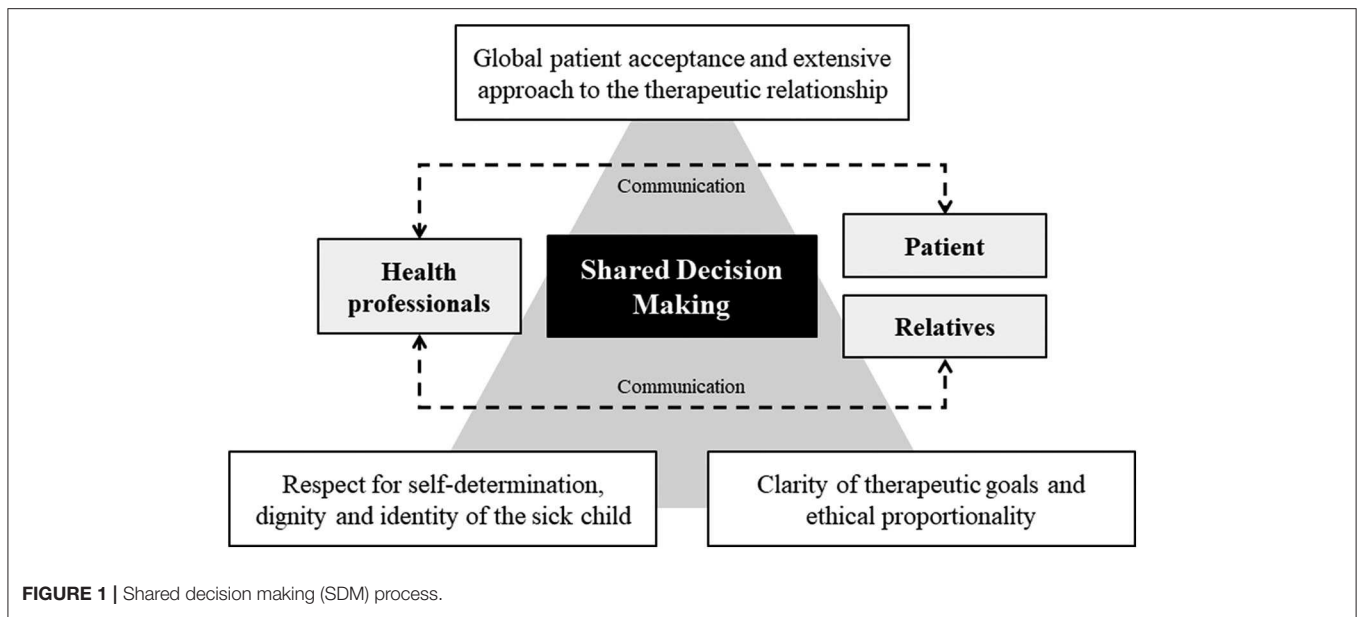 Global patient acceptance and extensive
approach to the therapeutic relationship
Communication
Health
professionals
Shared Decision
Making
Patient
Relatives
Communication
Respect for self-determination,
dignity and identity of the sick child
Clarity of therapeutic goals and
ethical proportionality
FIGURE 1 | Shared decision making (SDM) process.